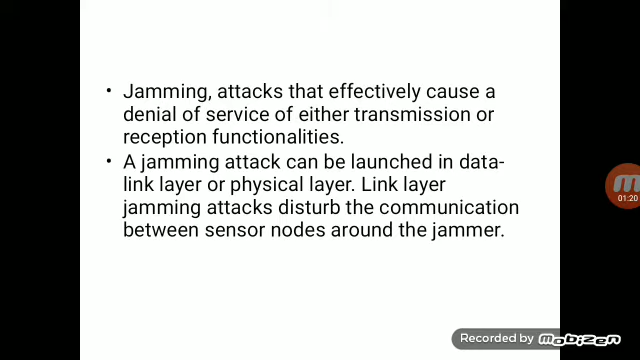 • Jamming, attacks that effectively cause a
denial of service of either transmission or
reception functionalities.
• A jamming attack can be launched in data-
link layer or physical layer. Link layer
jamming attacks disturb the communication
between sensor nodes around the jammer.
01:20
Recorded by mobizen